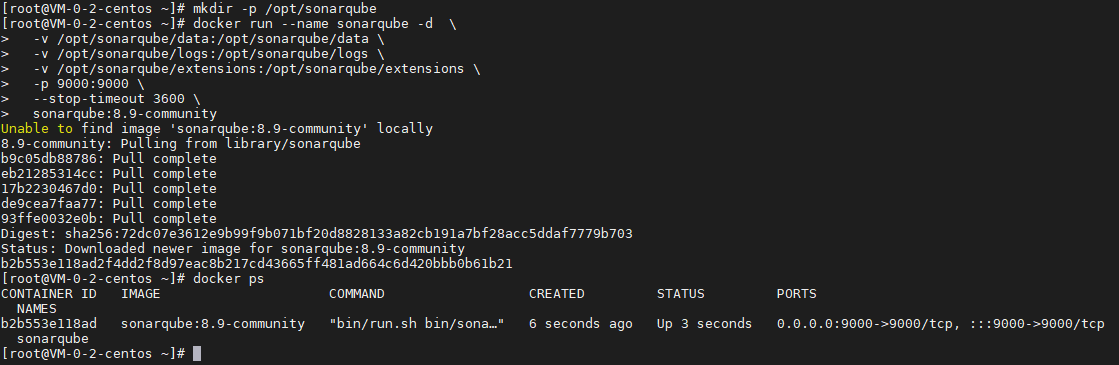 [root@VM-0-2-centos ~]# mkdir -p /opt/sonarqube
[root@VM-0-2-centos ~]# docker run --name sonarqube -d  \
>   -v /opt/sonarqube/data:/opt/sonarqube/data \
>   -v /opt/sonarqube/logs:/opt/sonarqube/logs \
>   -v /opt/sonarqube/extensions:/opt/sonarqube/extensions \
>   -p 9000:9000 \
>   --stop-timeout 3600 \
>   sonarqube:8.9-community
Unable to find image 'sonarqube:8.9-community' locally
8.9-community: Pulling from library/sonarqube
b9c05db88786: Pull complete
eb21285314cc: Pull complete
17b2230467d0: Pull complete
de9cea7faa77: Pull complete
93ffe0032e0b: Pull complete
Digest: sha256:72dc07e3612e9b99f9b071bf20d8828133a82cb191a7bf28acc5ddaf7779b703
Status: Downloaded newer image for sonarqube:8.9-community
b2b553e118ad2f4dd2f8d97eac8b217cd43665ff481ad664c6d420bbb0b61b21
[root@VM-0-2-centos ~]# docker ps
CONTAINER ID   IMAGE                     COMMAND                  CREATED         STATUS         PORTS
  NAMES
b2b553e118ad   sonarqube:8.9-community   "bin/run.sh bin/sona…"   6 seconds ago   Up 3 seconds   0.0.0.0:9000->9000/tcp, :::9000->9000/tcp
  sonarqube
[root@VM-0-2-centos ~]#